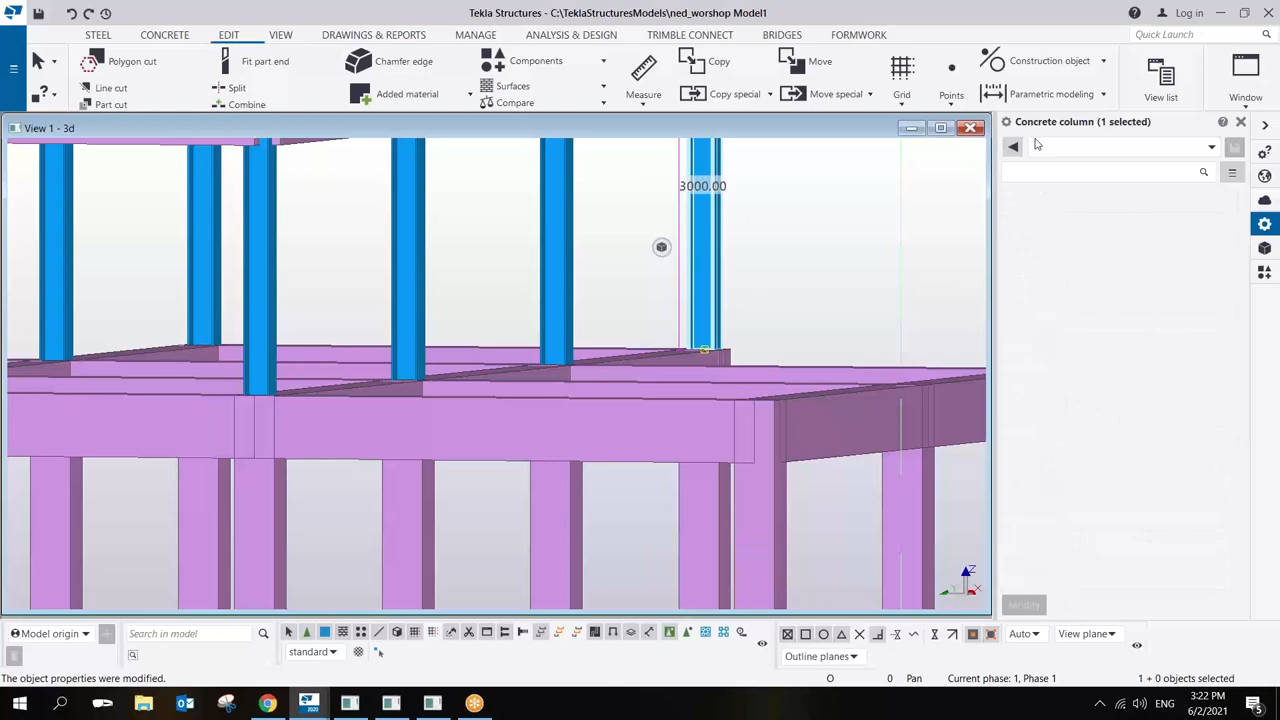 Tekla Structures - C:\TeklaStructuresModels\ned_workshop Model1
Log in
STEEL CONCRETE EDIT VIEW DRAWINGS & REPORTS MANAGE ANALYSIS & DESIGN TRIMBLE CONNECT BRIDGES FORMWORK
Quick Launch
Polygon cut
Fit part end
Chamfer edge
Components
Copy
Move
Construction object
Line cut
Split
Added material
Surfaces
Measure
Copy special
Move special
Grid
Points
Parametric modeling
View list
Window
Part cut
Combine
Compare
View 1 - 3d
Concrete column (1 selected)
3000.00
Z
X
Modify
Model origin
Search in model
Auto
View plane
standard
Outline planes
The object properties were modified.
O
0
Pan
Current phase: 1, Phase 1
1 + 0 objects selected
2020
3:22 PM
6/2/2021
5